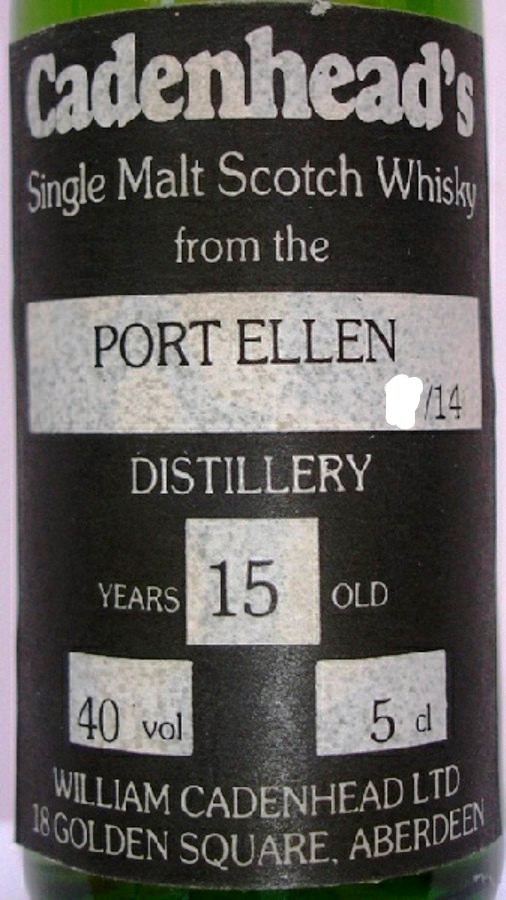 Cadenhead's
Single Malt Scotch Whisky
from the
PORT ELLEN
/14
DISTILLERY
YEARS 15 OLD
40 vol 5 cl
WILLIAM CADENHEAD LTD
18 GOLDEN SQUARE, ABERDEEN